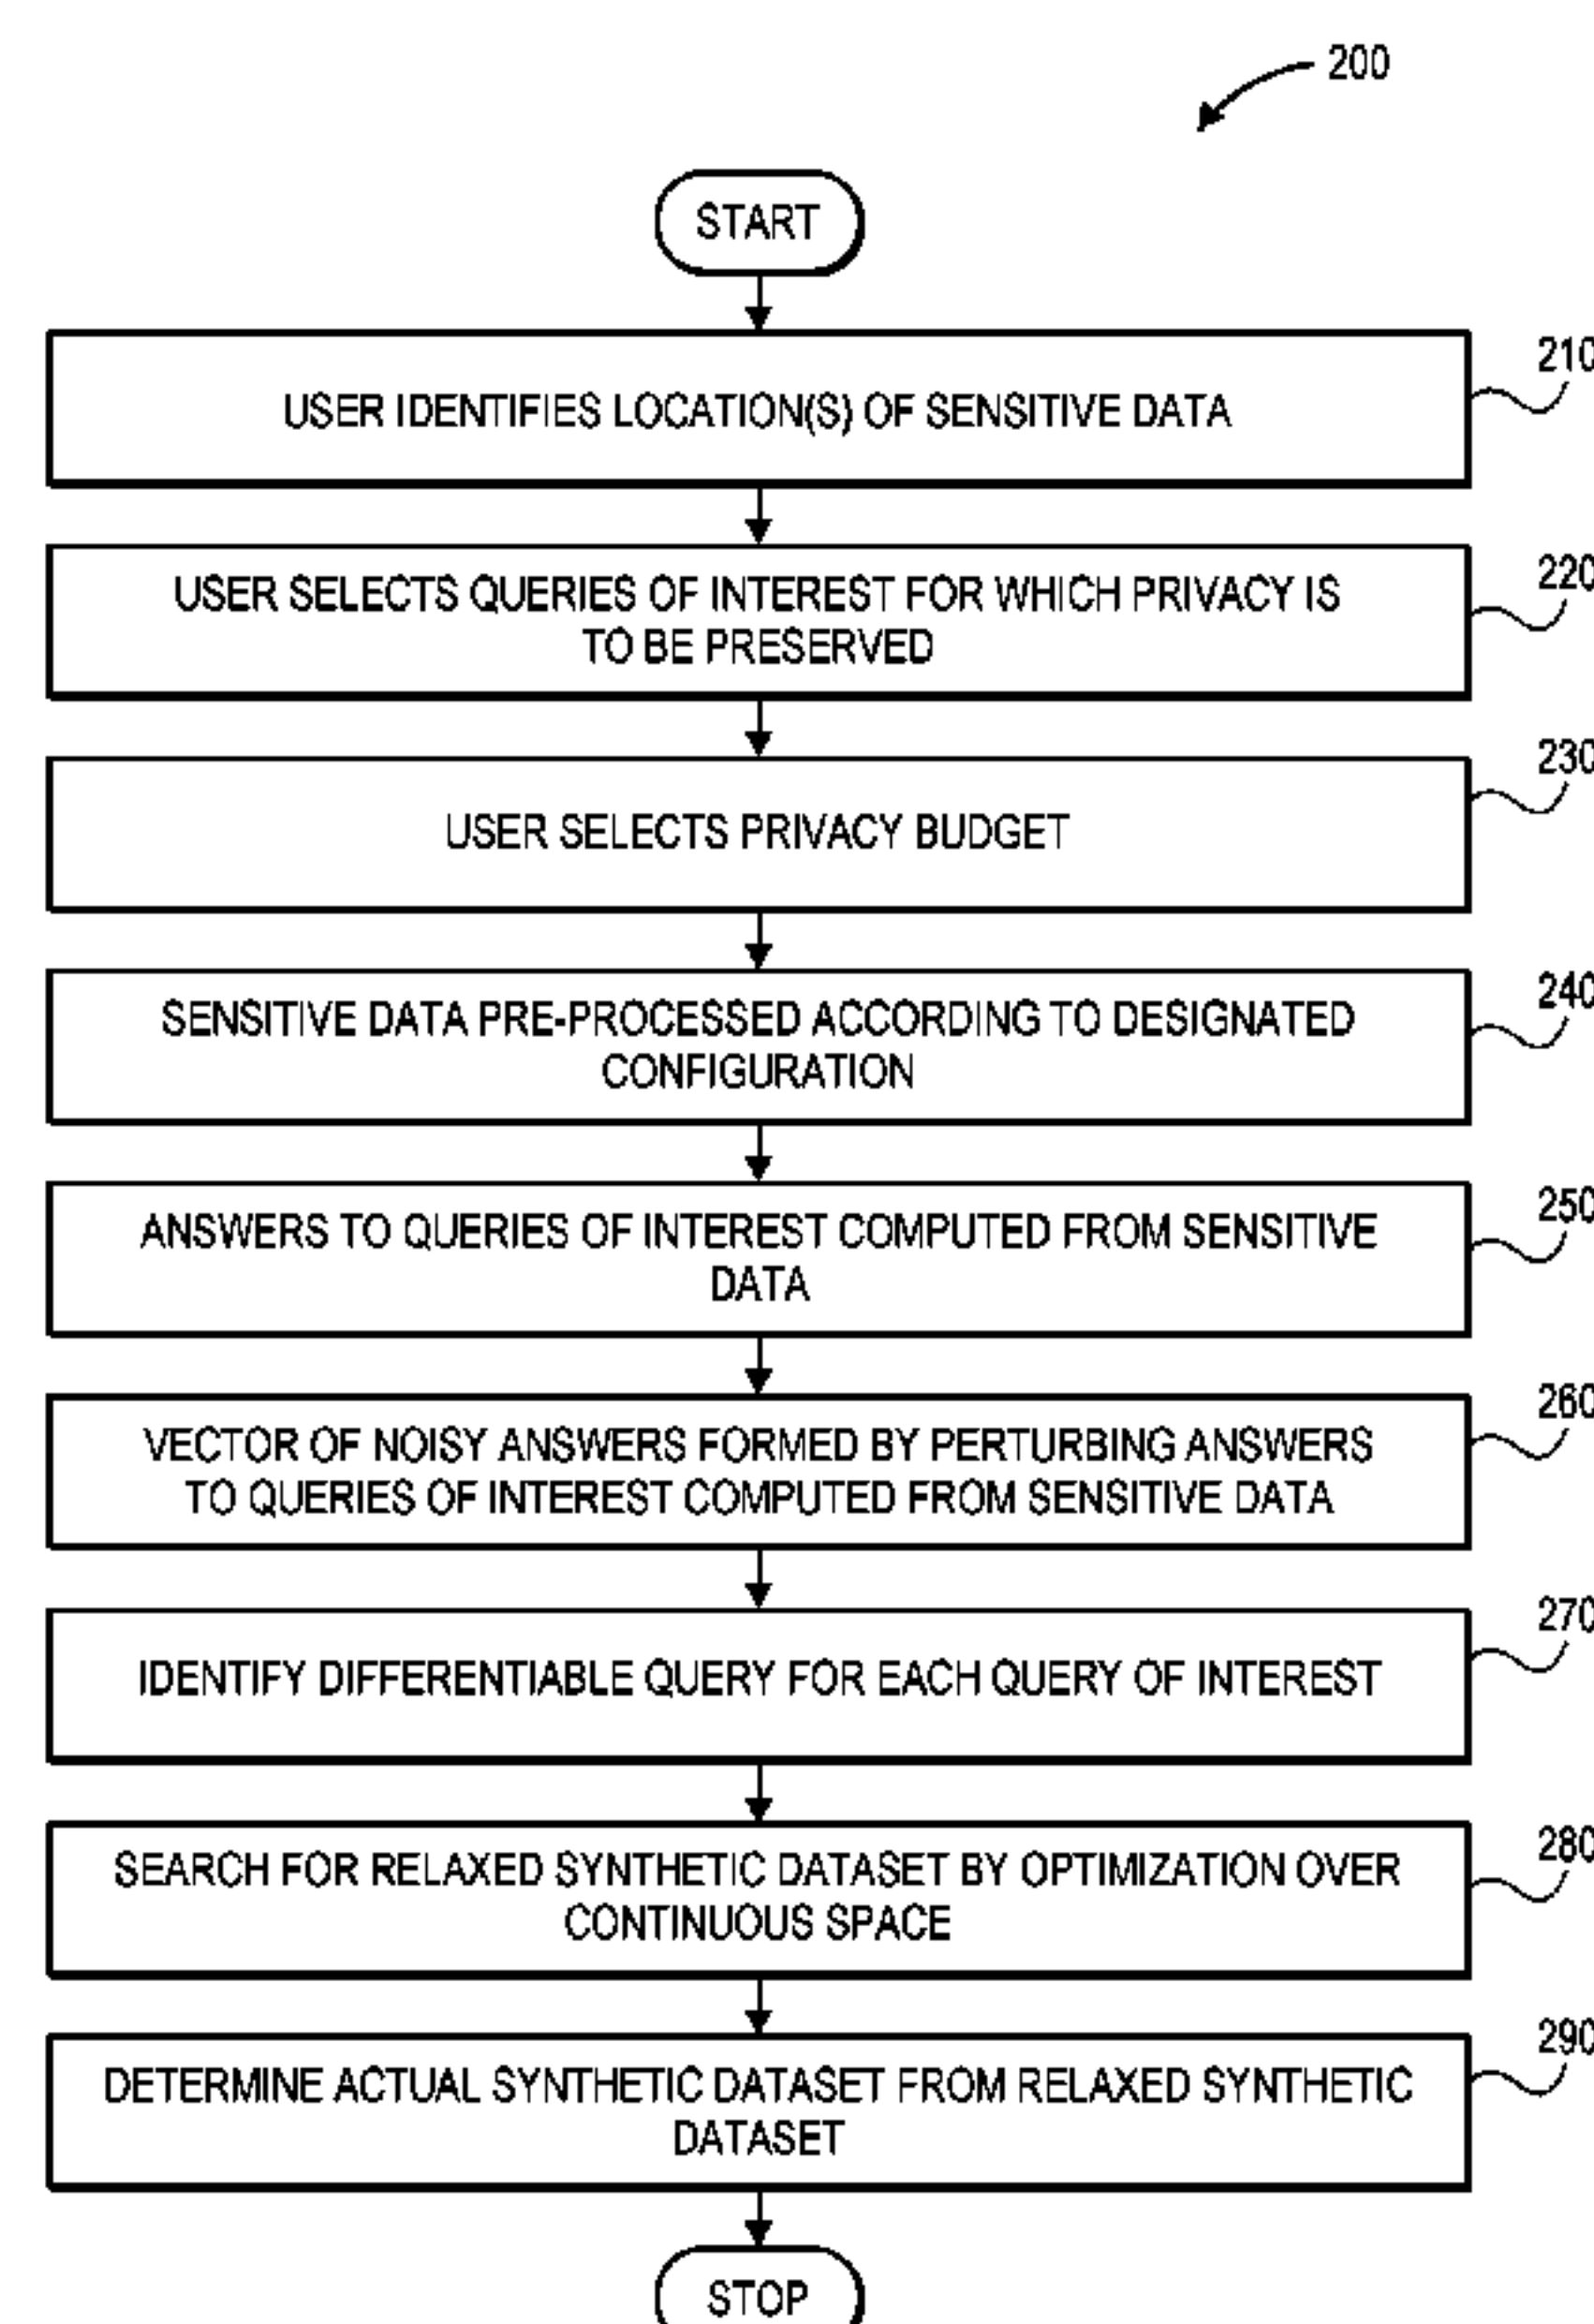 200
START
210
USER IDENTIFIES LOCATION(S) OF SENSITIVE DATA
220
USER SELECTS QUERIES OF INTEREST FOR WHICH PRIVACY IS
TO BE PRESERVED
230
USER SELECTS PRIVACY BUDGET
240
SENSITIVE DATA PRE-PROCESSED ACCORDING TO DESIGNATED
CONFIGURATION
250
ANSWERS TO QUERIES OF INTEREST COMPUTED FROM SENSITIVE
DATA
260
VECTOR OF NOISY ANSWERS FORMED BY PERTURBING ANSWERS
TO QUERIES OF INTEREST COMPUTED FROM SENSITIVE DATA
270
IDENTIFY DIFFERENTIABLE QUERY FOR EACH QUERY OF INTEREST
280
SEARCH FOR RELAXED SYNTHETIC DATASET BY OPTIMIZATION OVER
CONTINUOUS SPACE
290
DETERMINE ACTUAL SYNTHETIC DATASET FROM RELAXED SYNTHETIC
DATASET
STOP